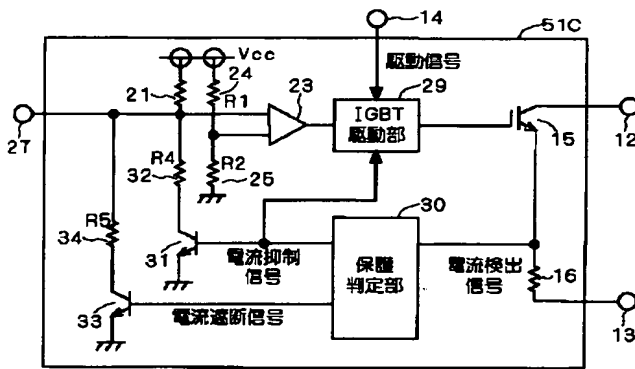 14
51C
Vcc
駆動信号
24
21
R1
23
29
IGBT
駆動部
15
12
27
R4
32
R2
25
30
R5
34
31
電流抑制
信号
保護
判定部
電流検出
信号
16
33
電流遮断信号
13